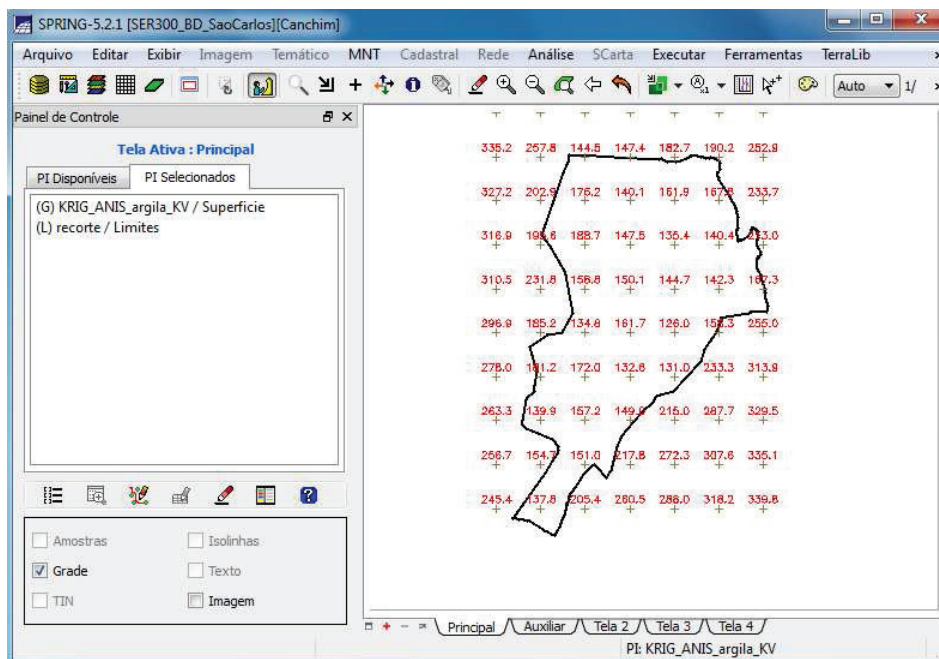 SPRING-5.2.1 [SER300_BD_SaoCarlos][Canchim]
Arquivo Editar Exibir Imagem Temático MNT Cadastral Rede Análise SCarta Executar Ferramentas TerraLib
Auto 1/
Painel de Controle
Tela Ativa : Principal
PI Disponíveis PI Selecionados
(G) KRIG_ANIS_argila_KV / Superficie
(L) recorte / Limites
Amostras Isolinhas
Grade Texto
TIN Imagem
335.2 257.8 144.5 147.4 182.7 190.2 252.9
327.2 202.9 176.2 140.1 161.9 233.7
316.9 188.7 147.5 135.4 140.4
310.5 231.8 156.8 150.1 144.7 142.3
296.9 185.2 134.6 161.7 126.0 255.0
278.0 172.0 132.6 131.0 233.3 313.9
263.3 139.9 157.2 215.0 287.7 329.5
256.7 154.7 151.0 217.8 272.3 307.6 335.1
245.4 137.8 205.4 260.5 286.0 318.2 339.8
Principal Auxiliar Tela 2 Tela 3 Tela 4
PI: KRIG_ANIS_argila_KV